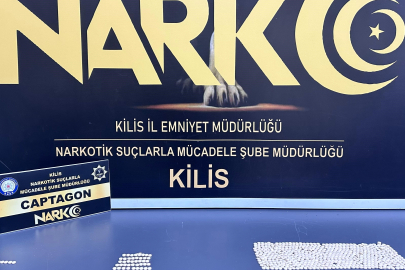 NARKO
KİLİS İL EMNİYET MÜDÜRLÜĞÜ
NARKOTİK SUÇLARLA MÜCADELE ŞUBE MÜDÜRLÜĞÜ
KİLİS
KİLİS
NARKOTİK SUÇLARLA
MÜCADELE ŞUBE MÜDÜRLÜĞÜ
CAPTAGON
NARKO